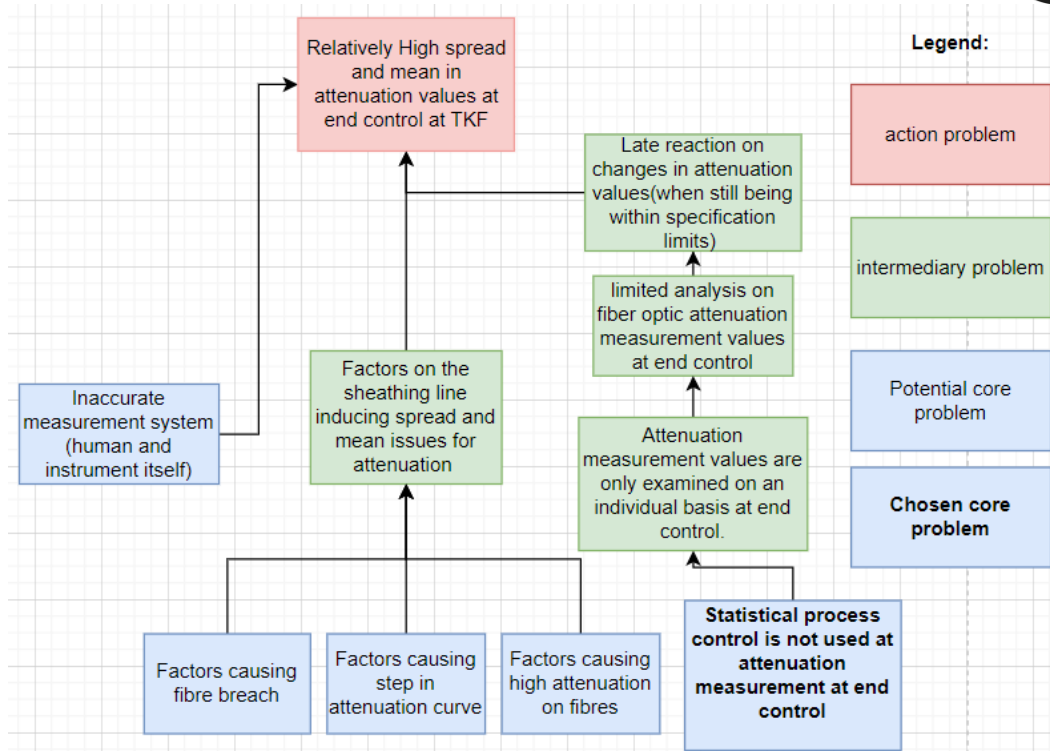 Relatively High spread
and mean in
attenuation values at
end control at TKF
Legend:
action problem
Late reaction on
changes in attenuation
values(when still being
within specification
limits)
intermediary problem
limited analysis on
fiber optic attenuation
measurement values
at end control
Inaccurate
measurement system
(human and
instrument itself)
Factors on the
sheathing line
inducing spread and
mean issues for
attenuation
Potential core
problem
Attenuation
measurement values are
only examined on an
individual basis at end
control.
Chosen core
problem
Factors causing
fibre breach
Factors causing
step in
attenuation curve
Factors causing
high attenuation
on fibres
Statistical process
control is not used at
attenuation
measurement at end
control